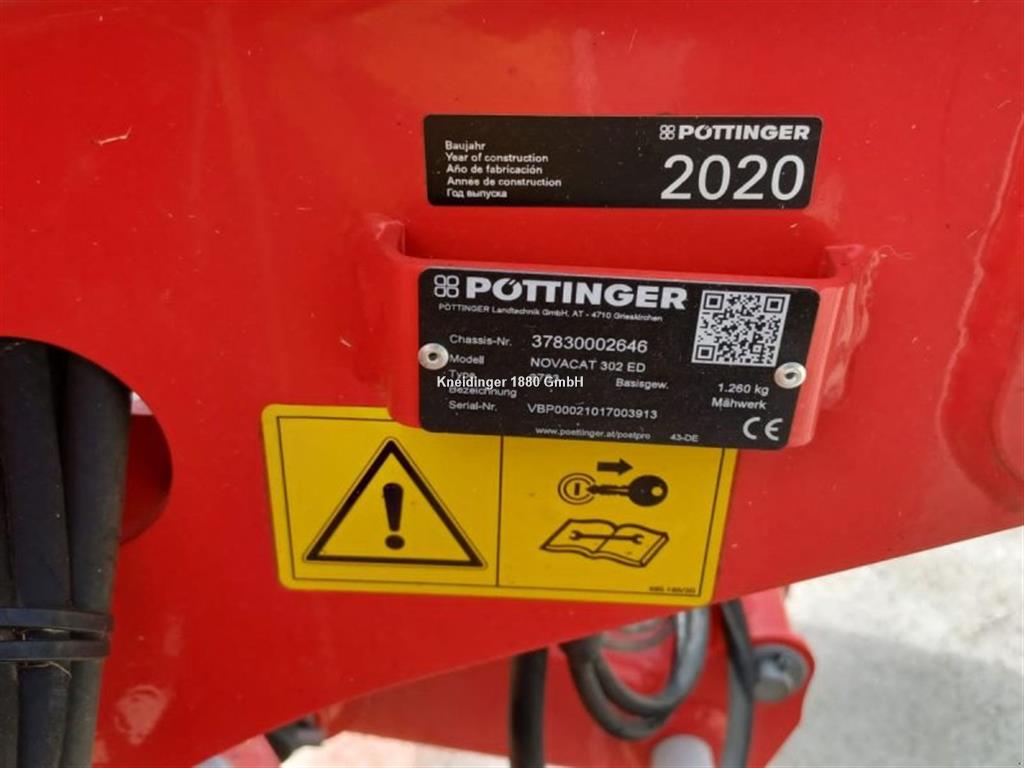 PÖTTINGER
Baujahr
Year of construction
Año de fabricación
Année de construction
Год выпуска
2020
PÖTTINGER
PÖTTINGER Landtechnik GmbH, AT - 4710 Grieskirchen
Chassis-Nr. 37830002646
Modell NOVACAT 302 ED
Type Basisgew. 1.260 kg
Kneidinger 1880 GmbH
Bezeichnung Mähwerk
Serial-Nr. VBP00021017003913
www.poettinger.at/poetpro 43-DE
CE